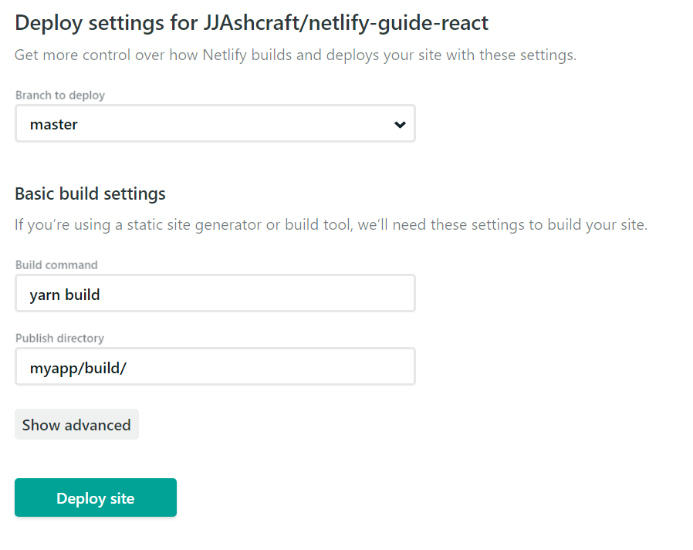 Deploy settings for JJAshcraft/netlify-guide-react
Get more control over how Netlify builds and deploys your site with these settings.
Branch to deploy
master
Basic build settings
If you’re using a static site generator or build tool, we’ll need these settings to build your site.
Build command
yarn build
Publish directory
myapp/build/
Show advanced
Deploy site